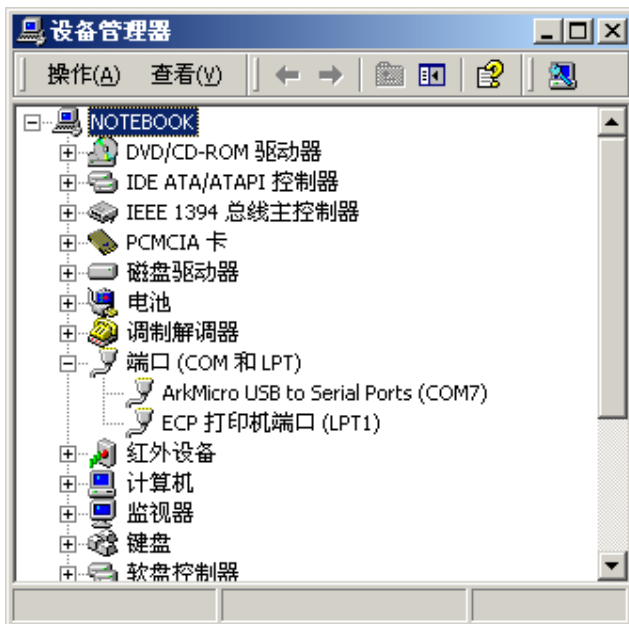 设备管理器
操作(A) 查看(V)
NOTEBOOK
DVD/CD-ROM 驱动器
IDE ATA/ATAPI 控制器
IEEE 1394 总线主控制器
PCMCIA 卡
磁盘驱动器
电池
调制解调器
端口 (COM 和 LPT)
ArkMicro USB to Serial Ports (COM7)
ECP 打印机端口 (LPT1)
红外设备
计算机
监视器
键盘
软盘控制器